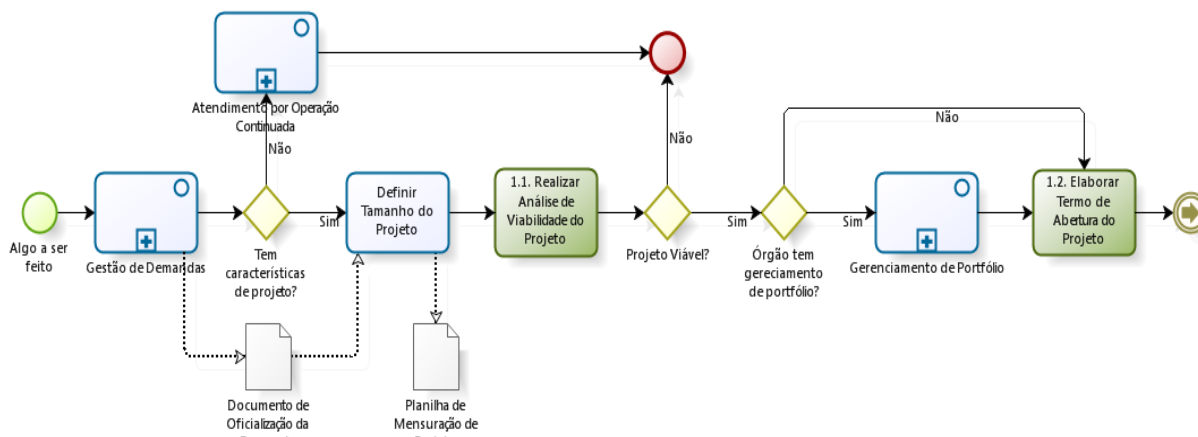 Atendimento por Operação
Continuada
Não
Não
Não
Algo a ser
feito
Gestão de Demandas
Tem
características
de projeto?
Sim
Definir
Tamanho do
Projeto
1.1. Realizar
Análise de
Viabilidade do
Projeto
Projeto Viável?
Sim
Órgão tem
gereciamento
de portfólio?
Sim
Gerenciamento de Portfólio
1.2. Elaborar
Termo de
Abertura do
Projeto
Documento de
Oficialização da
Planilha de
Mensuração de